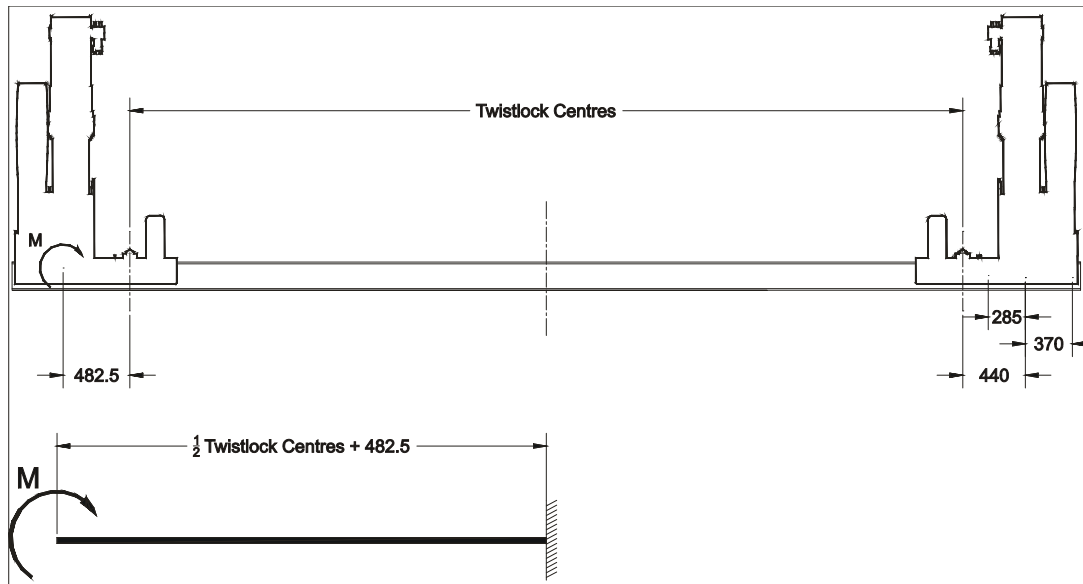 Twistlock Centres
M
285
370
482.5
440
½ Twistlock Centres + 482.5
M